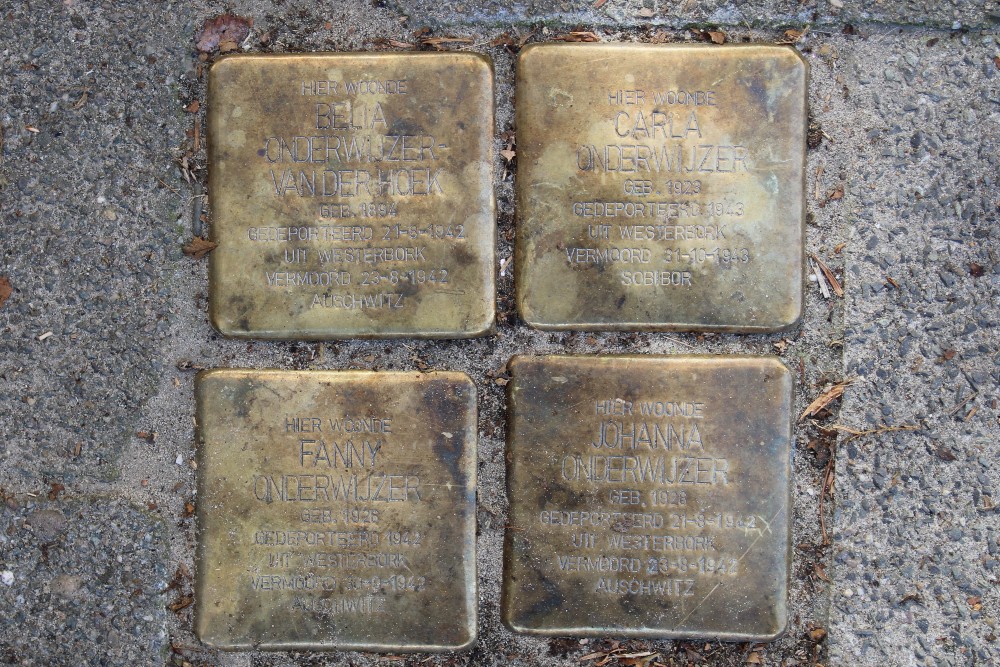 HIER WOONDE
BELIA
ONDERWIJZER-
VAN DER HOEK
GEB. 1894
GEDEPORTEERD 21-8-1942
UIT WESTERBORK
VERMOORD 23-8-1942
AUSCHWITZ
HIER WOONDE
CARLA
ONDERWIJZER
GEB. 1923
GEDEPORTEERD 1943
UIT WESTERBORK
VERMOORD 31-10-1943
SOBIBOR
HIER WOONDE
FANNY
ONDERWIJZER
GEB.
GEDEPORTEERD 1942
UIT WESTERBORK
VERMOORD
AUSCHWITZ
HIER WOONDE
JOHANNA
ONDERWIJZER
GEB.
GEDEPORTEERD 21-8-1942
UIT WESTERBORK
VERMOORD 23-8-1942
AUSCHWITZ